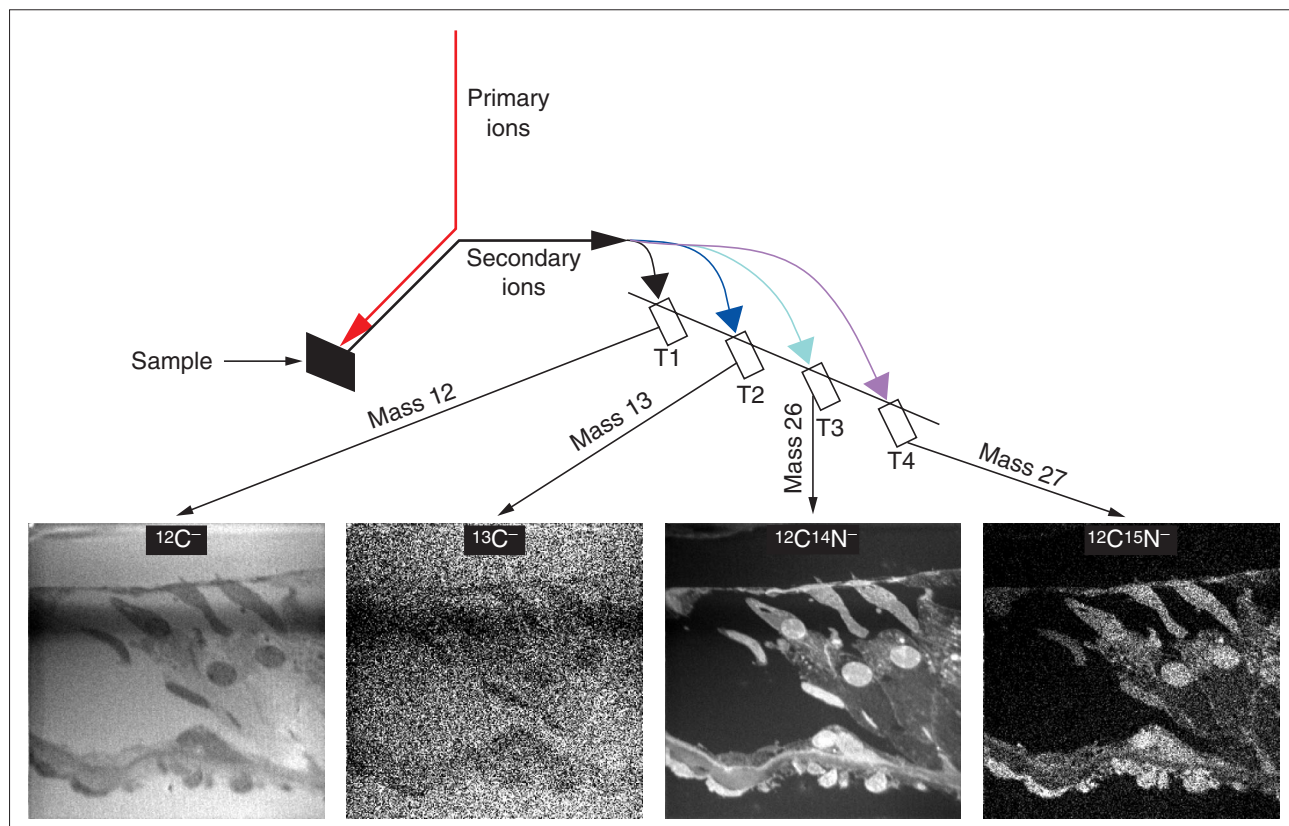 Primary
ions
Secondary
ions
Sample
T1
T2
T3
T4
Mass 12
Mass 13
Mass 26
Mass 27
¹²C⁻
¹³C⁻
¹²C¹⁴N⁻
¹²C¹⁵N⁻